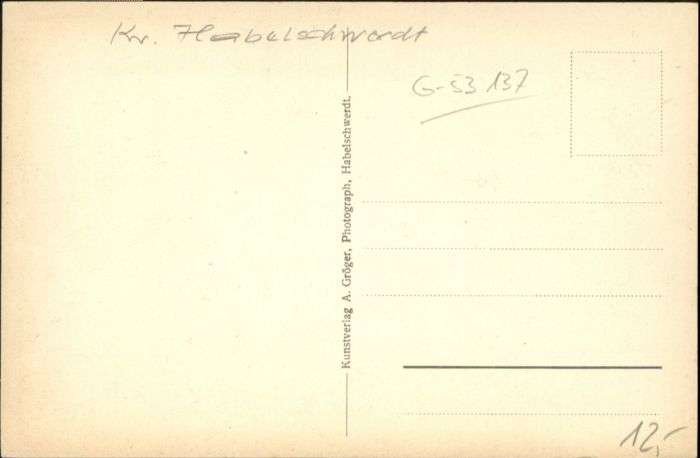 Kr. Habelschwerdt
G-53 137
Kunstverlag A. Gröger, Photograph, Habelschwerdt.
12,-